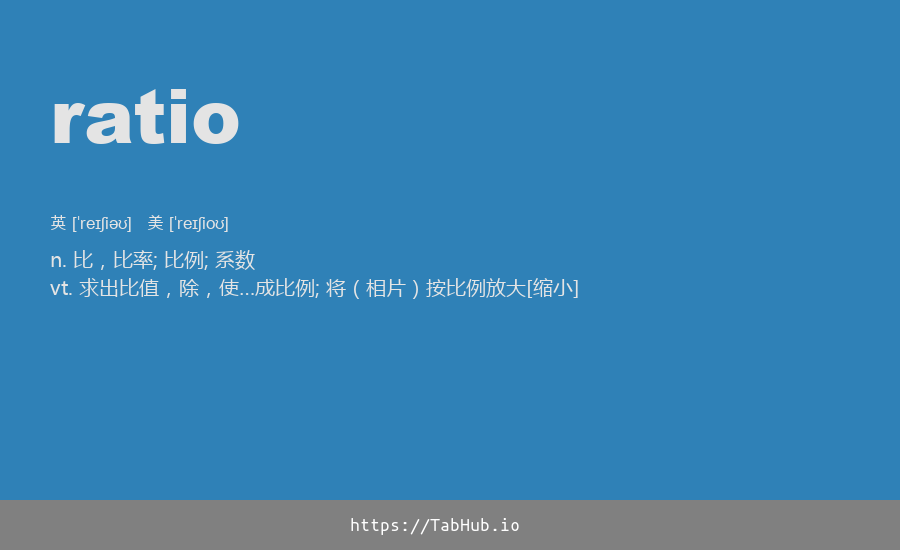 ratio
英 [ˈreɪʃiəʊ] 美 [ˈreɪʃioʊ]
n. 比，比率; 比例; 系数
vt. 求出比值，除，使...成比例; 将（相片）按比例放大[缩小]
https://TabHub.io